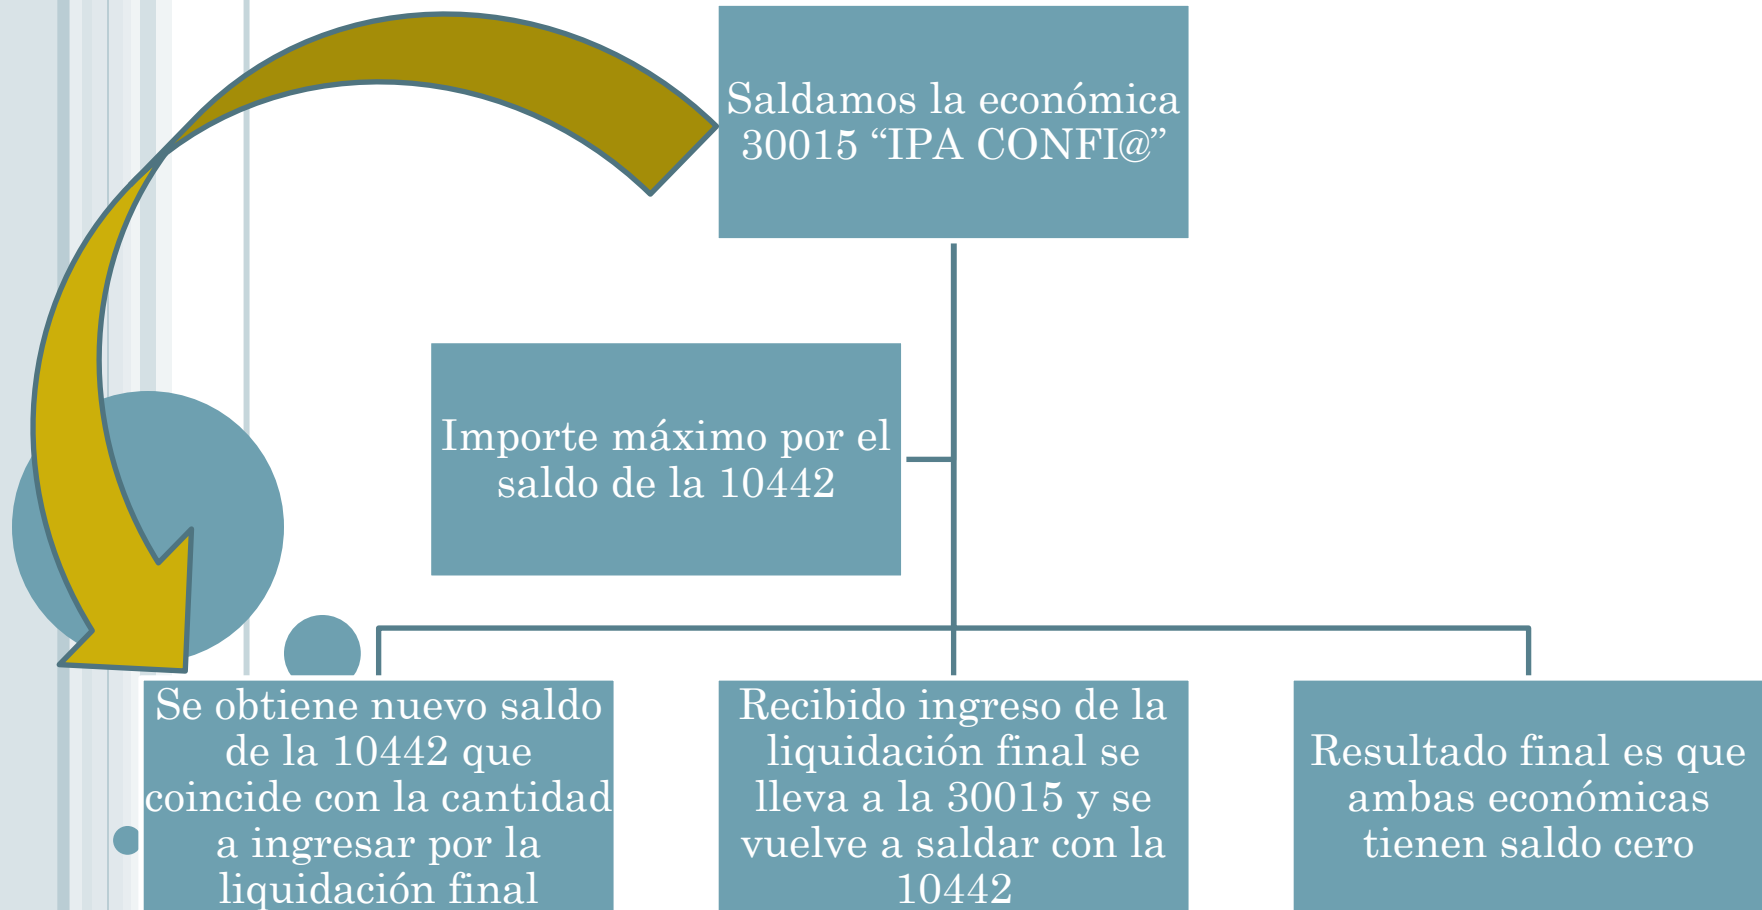 Saldamos la económica
30015 “IPA CONFI@”
Importe máximo por el
saldo de la 10442
Se obtiene nuevo saldo
de la 10442 que
coincide con la cantidad
a ingresar por la
liquidación final
Recibido ingreso de la
liquidación final se
lleva a la 30015 y se
vuelve a saldar con la
10442
Resultado final es que
ambas económicas
tienen saldo cero